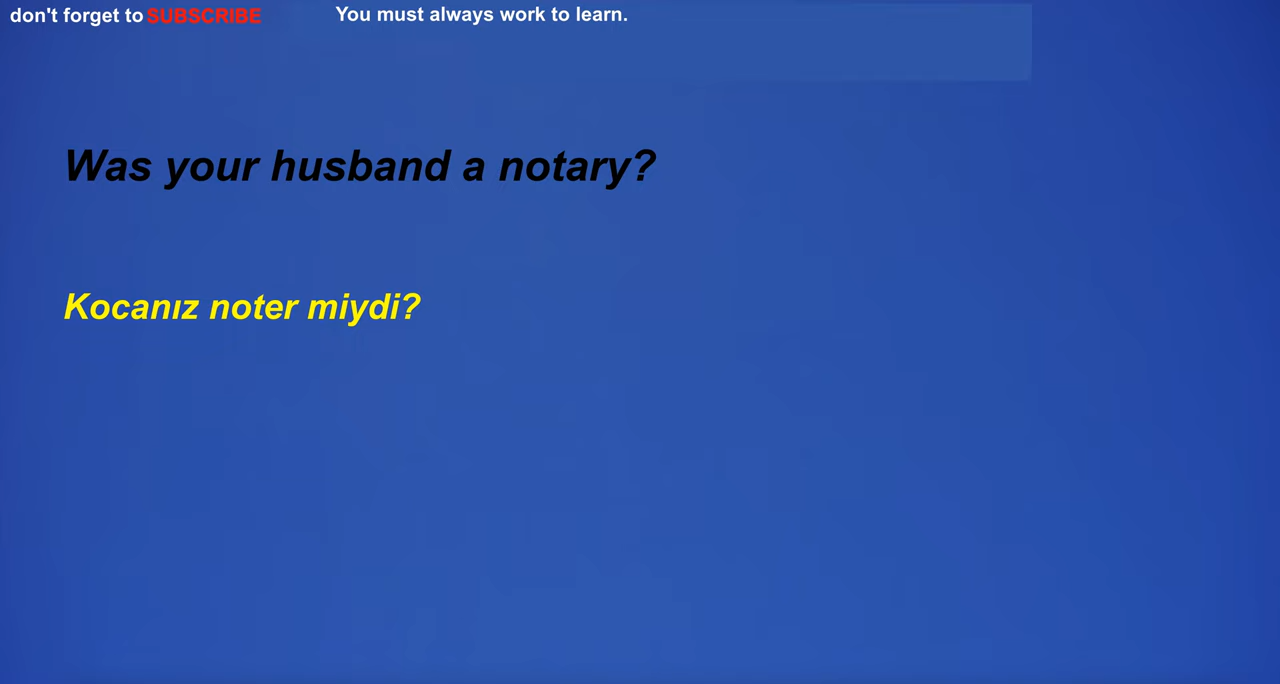 don't forget to SUBSCRIBE You must always work to learn.
Was your husband a notary?
Kocanız noter miydi?